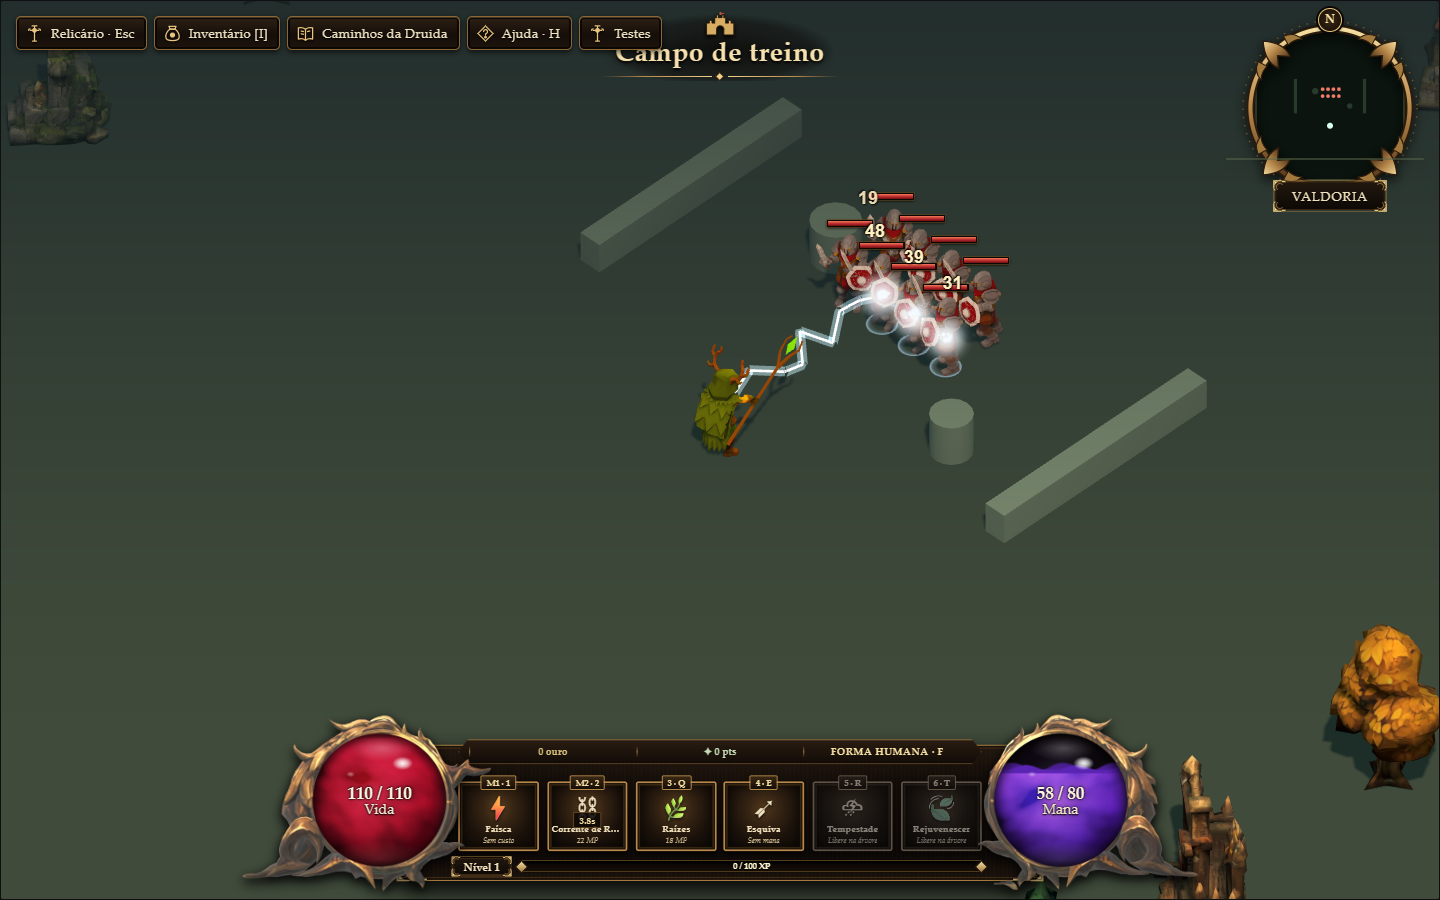 Relicário · Esc
Inventário [I]
Caminhos da Druida
Ajuda · H
Testes
Campo de treino
N
VALDORIA
19
48
39
31
0 ouro
0 pts
FORMA HUMANA · F
110 / 110
Vida
58 / 80
Mana
M1 · 1
Faísca
Sem custo
M2 · 2
3.8s
Corrente de R...
22 MP
3 · Q
Raízes
18 MP
4 · E
Esquiva
Sem mana
5 · R
Tempestade
Libere na árvore
6 · T
Rejuvenescer
Libere na árvore
Nível 1
0 / 100 XP